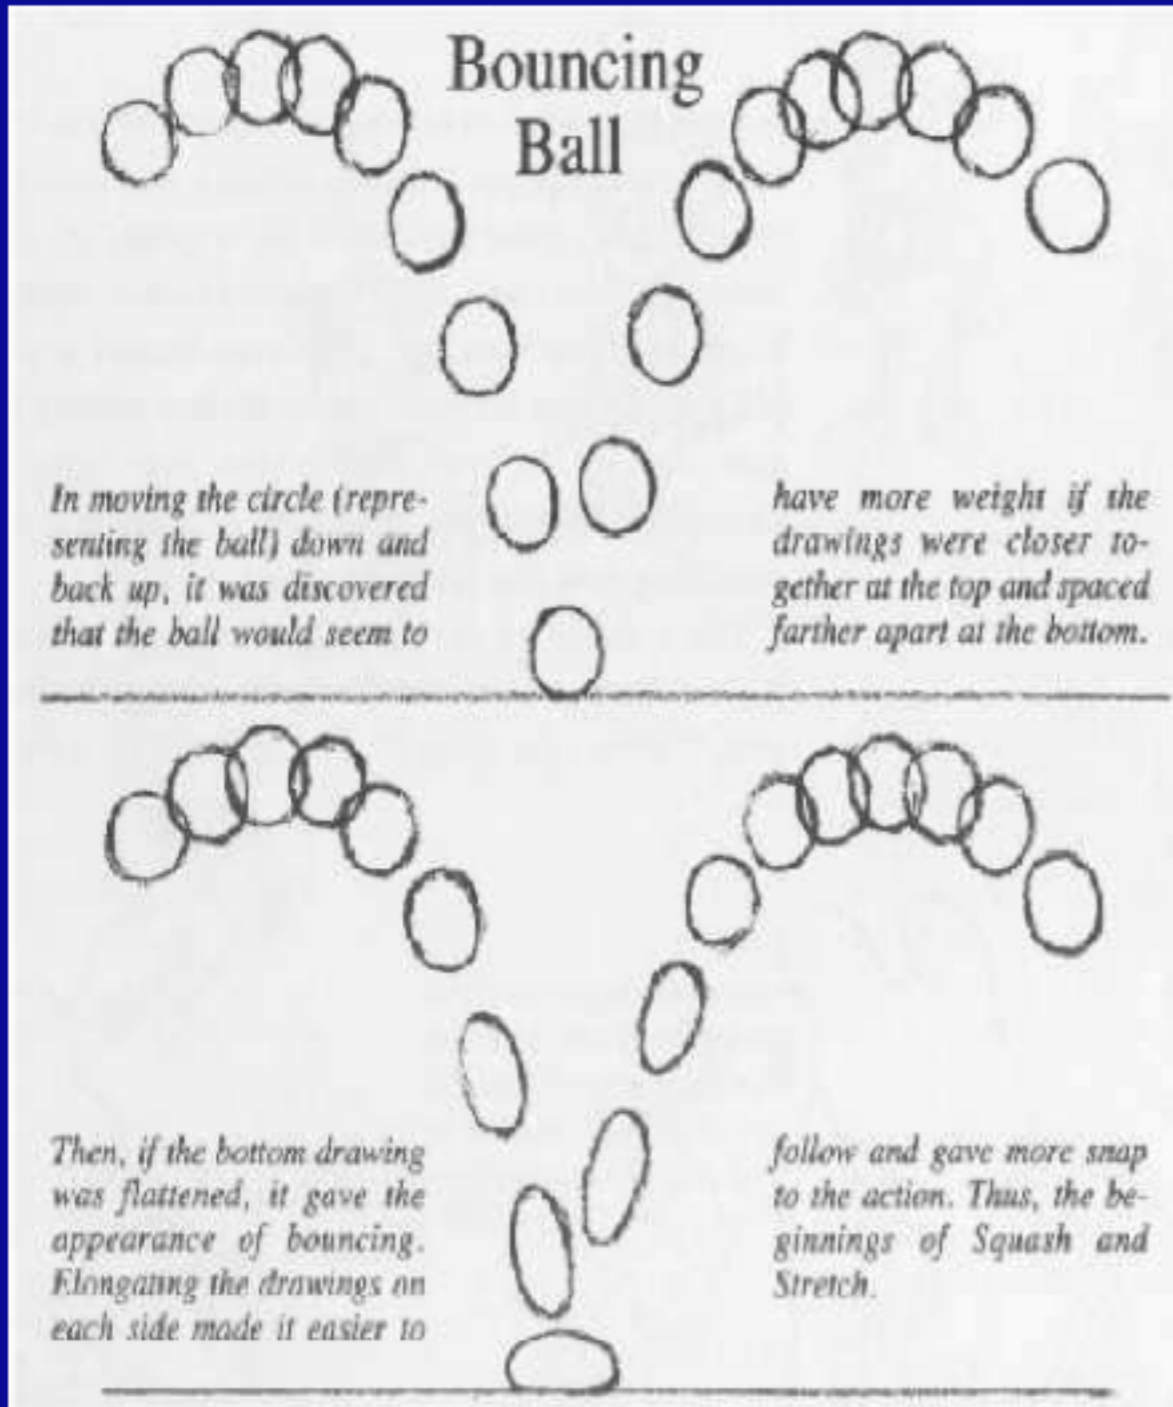 Bouncing
Ball
In moving the circle (repre-
senting the ball) down and
back up, it was discovered
that the ball would seem to
have more weight if the
drawings were closer to-
gether at the top and spaced
farther apart at the bottom.
Then, if the bottom drawing
was flattened, it gave the
appearance of bouncing.
Elongating the drawings on
each side made it easier to
follow and gave more snap
to the action. Thus, the be-
ginnings of Squash and
Stretch.